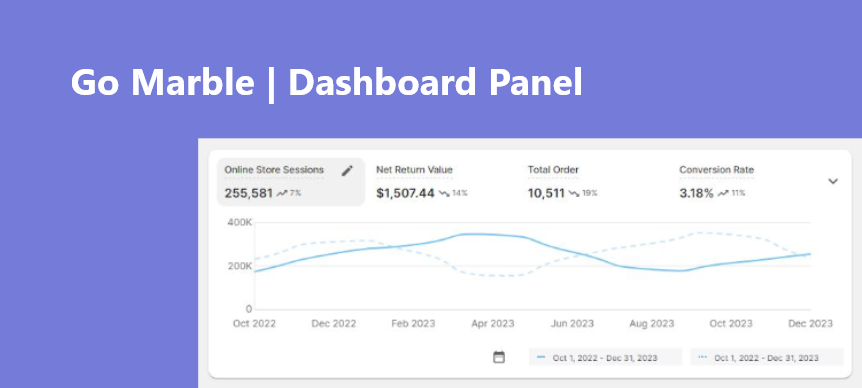 Go Marble | Dashboard Panel
Online Store Sessions
255,581 7%
Net Return Value
$1,507.44 14%
Total Order
10,511 19%
Conversion Rate
3.18% 11%
400K
200K
0
Oct 2022 Dec 2022 Feb 2023 Apr 2023 Jun 2023 Aug 2023 Oct 2023 Dec 2023
Oct 1, 2022 - Dec 31, 2023 Oct 1, 2022 - Dec 31, 2023